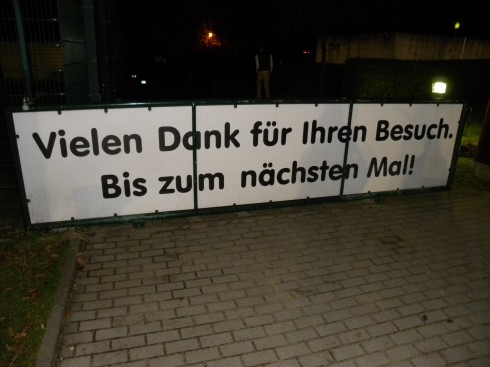 Vielen Dank für Ihren Besuch.
Bis zum nächsten Mal!